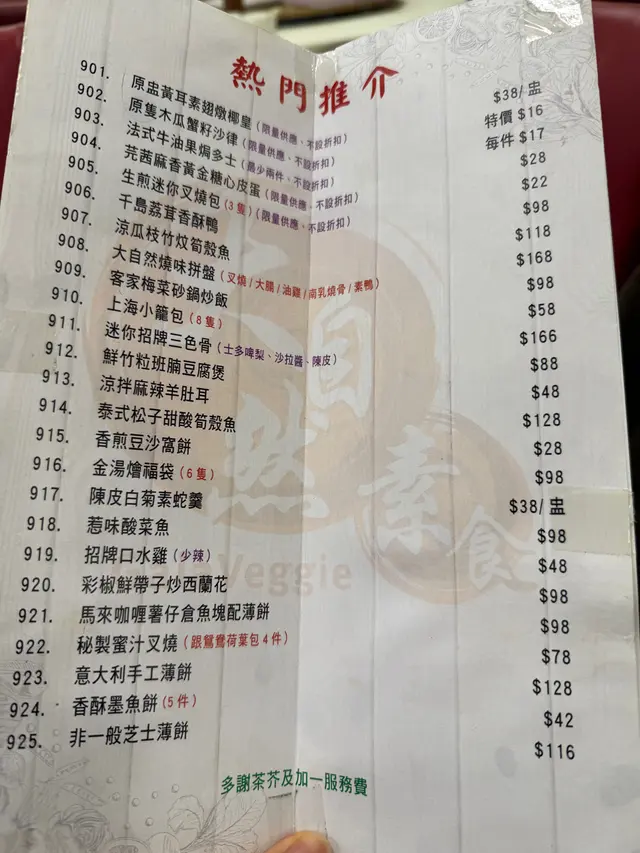 熱門推介
901. 原盅黃耳素翅燉椰皇 (限量供應、不設折扣) $38/盅
902. 原隻木瓜蟹籽沙律 (限量供應、不設折扣) 特價 $16
903. 法式牛油果焗多士 (最少兩件、不設折扣) 每件 $17
904. 芫茜麻香黃金糖心皮蛋 (限量供應、不設折扣) $28
905. 生煎迷你叉燒包 (3隻) (限量供應、不設折扣) $22
906. 千島荔茸香酥鴨 $98
907. 涼瓜枝竹炆筍殼魚 $118
908. 大自然燒味拼盤 (叉燒/大腸/油雞/南乳燒骨/素鴨) $168
909. 客家梅菜砂鍋炒飯 $98
910. 上海小籠包 (8隻) $58
911. 迷你招牌三色骨 (士多啤梨、沙拉醬、陳皮) $166
912. 鮮竹粒班腩豆腐煲 $88
913. 涼拌麻辣羊肚耳 $48
914. 泰式松子甜酸筍殼魚 $128
915. 香煎豆沙窩餅 $28
916. 金湯燴福袋 (6隻) $98
917. 陳皮白菊素蛇羹 $38/盅
918. 惹味酸菜魚 $98
919. 招牌口水雞 (少辣) $48
920. 彩椒鮮帶子炒西蘭花 $98
921. 馬來咖喱薯仔倉魚塊配薄餅 $98
922. 秘製蜜汁叉燒 (跟鴛鴦荷葉包4件) $78
923. 意大利手工薄餅 $128
924. 香酥墨魚餅 (5件) $42
925. 非一般芝士薄餅 $116
大自然素食
Veggie
多謝茶芥及加一服務費